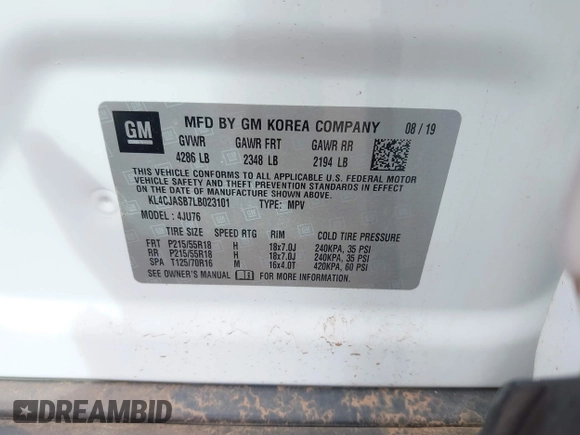 GM
MFD BY GM KOREA COMPANY 08/19
GVWR GAWR FRT GAWR RR
4286 LB 2348 LB 2194 LB
THIS VEHICLE CONFORMS TO ALL APPLICABLE U.S. FEDERAL MOTOR
VEHICLE SAFETY, BUMPER, AND THEFT PREVENTION STANDARDS IN
EFFECT ON THE DATE OF MANUFACTURE SHOWN ABOVE.
KL4CJASB7LB023101 TYPE: MPV
MODEL: 4JU76
TIRE SIZE SPEED RTG RIM COLD TIRE PRESSURE
FRT P215/55R18 H 18x7.0J 240KPA, 35 PSI
RR P215/55R18 H 18x7.0J 240KPA, 35 PSI
SPA T125/70R16 M 16x4.0T 420KPA, 60 PSI
SEE OWNER'S MANUAL FOR MORE INFORMATION.
DREAMBID